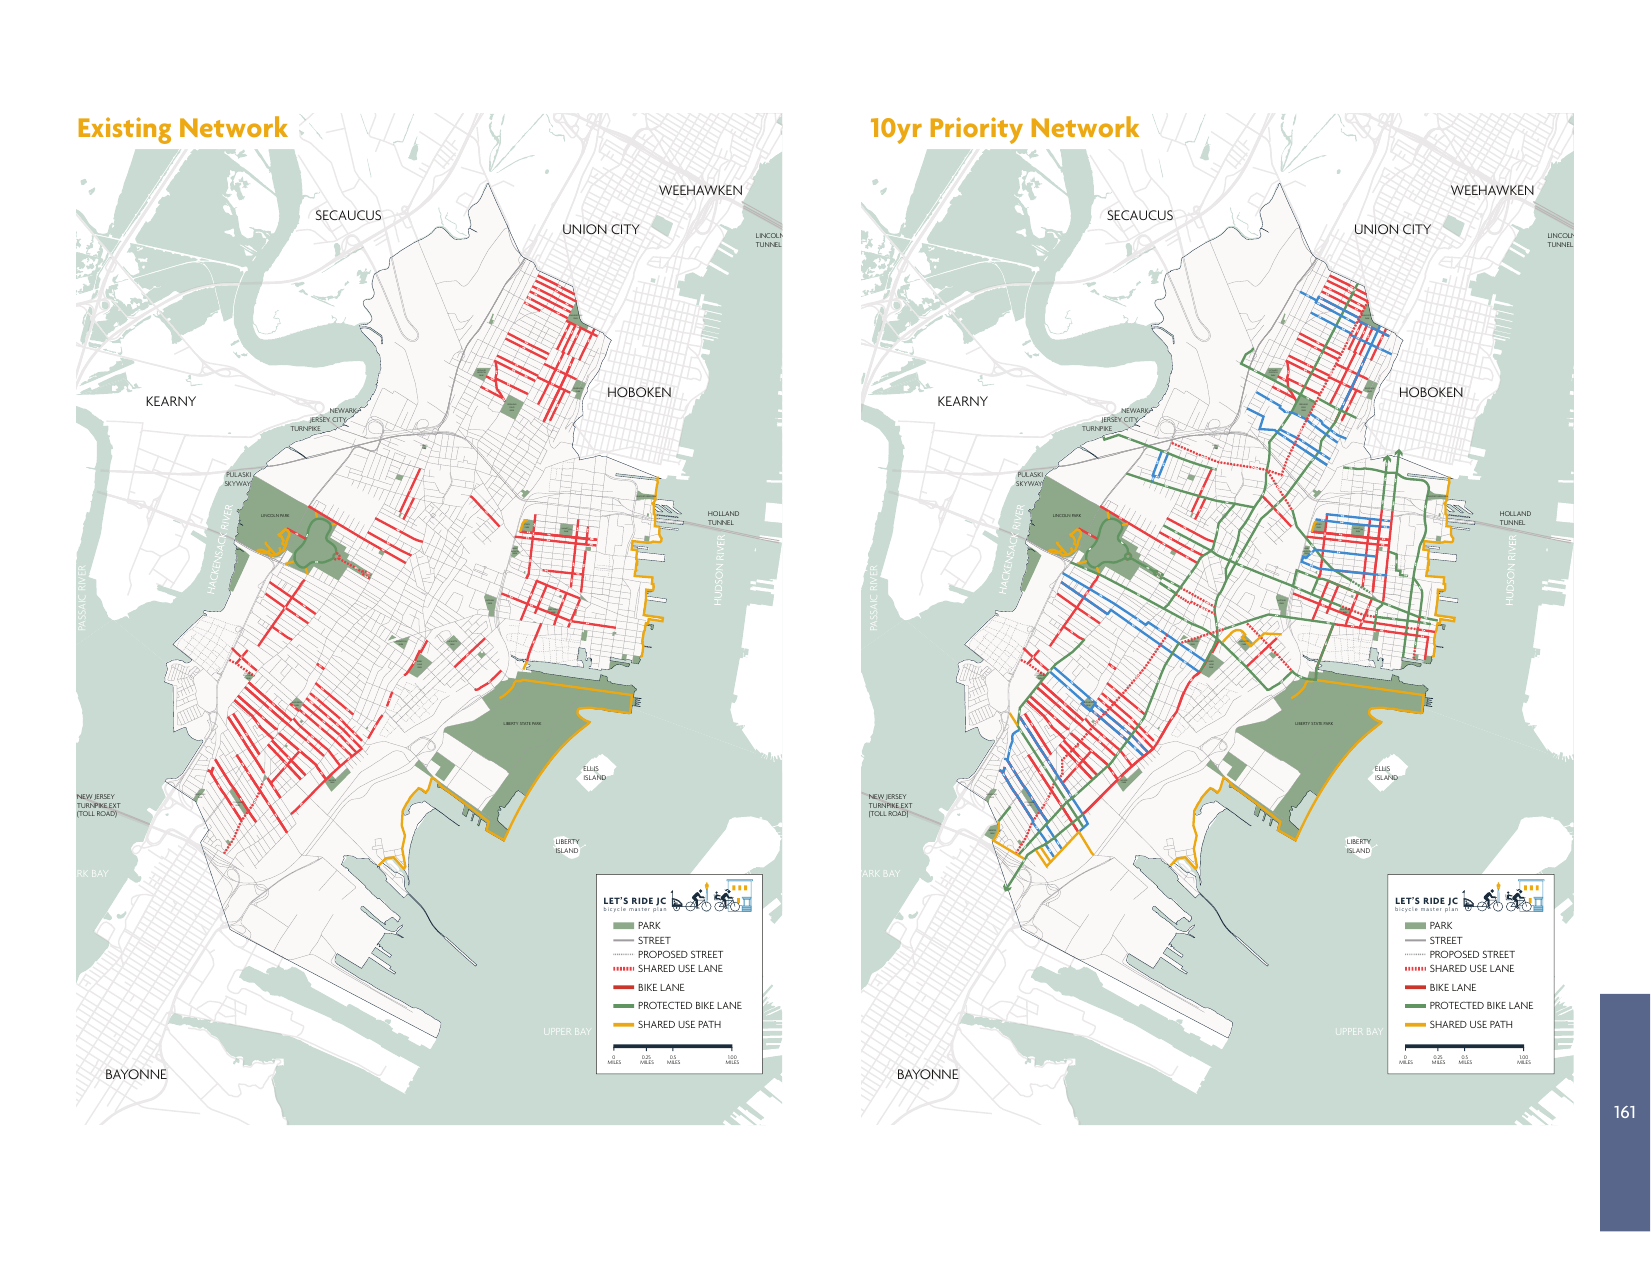 Existing Network
WEEHAWKEN
SECAUCUS
UNION CITY
LINCOLN
TUNNEL
HOBOKEN
KEARNY
NEWARK
JERSEY CITY
TURNPIKE
PULASKI
SKYWAY
LINCOLN PARK
HOLLAND
TUNNEL
HACKENSACK RIVER
PASSAIC RIVER
HUDSON RIVER
LIBERTY STATE PARK
ELLIS
ISLAND
NEW JERSEY
TURNPIKE EXT
(TOLL ROAD)
LIBERTY
ISLAND
RK BAY
UPPER BAY
BAYONNE
LET'S RIDE JC
bicycle master plan
PARK
STREET
PROPOSED STREET
SHARED USE LANE
BIKE LANE
PROTECTED BIKE LANE
SHARED USE PATH
0 0.25 0.5 1.00
MILES MILES MILES MILES
10yr Priority Network
WEEHAWKEN
SECAUCUS
UNION CITY
LINCOLN
TUNNEL
HOBOKEN
KEARNY
NEWARK
JERSEY CITY
TURNPIKE
PULASKI
SKYWAY
LINCOLN PARK
HOLLAND
TUNNEL
HACKENSACK RIVER
PASSAIC RIVER
HUDSON RIVER
LIBERTY STATE PARK
ELLIS
ISLAND
NEW JERSEY
TURNPIKE EXT
(TOLL ROAD)
LIBERTY
ISLAND
ARK BAY
UPPER BAY
BAYONNE
LET'S RIDE JC
bicycle master plan
PARK
STREET
PROPOSED STREET
SHARED USE LANE
BIKE LANE
PROTECTED BIKE LANE
SHARED USE PATH
0 0.25 0.5 1.00
MILES MILES MILES MILES
161